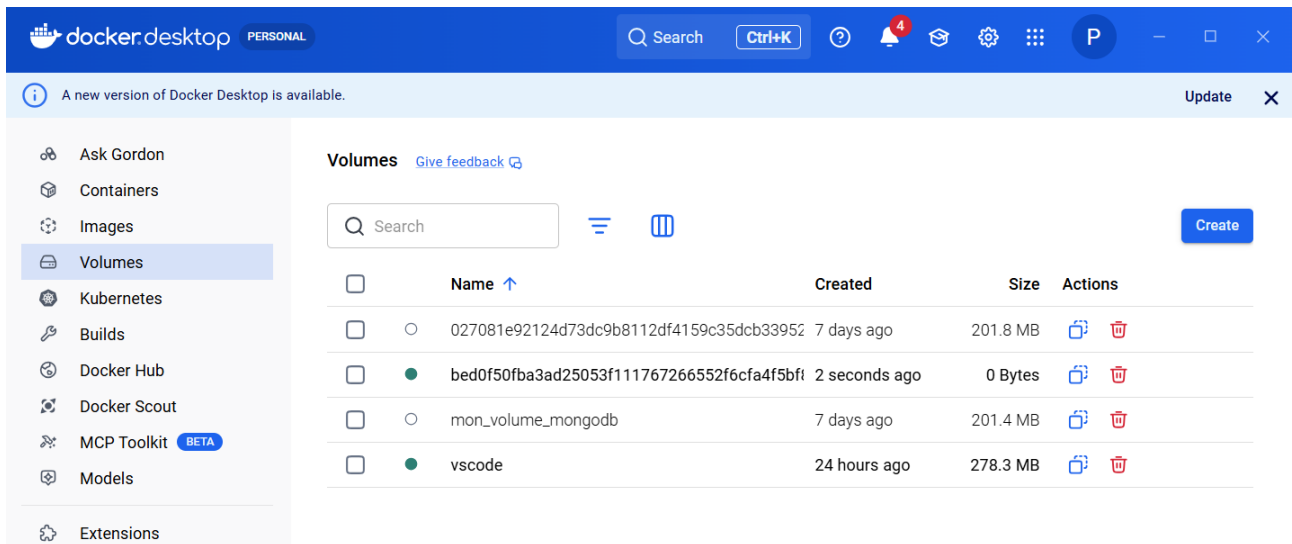 docker.desktop PERSONAL Search Ctrl+K 4 P
A new version of Docker Desktop is available. Update
Ask Gordon
Containers
Images
Volumes
Kubernetes
Builds
Docker Hub
Docker Scout
MCP Toolkit BETA
Models
Extensions
Volumes Give feedback
Search Create
Name Created Size Actions
027081e92124d73dc9b8112df4159c35dcb33952 7 days ago 201.8 MB
bed0f50fba3ad25053f111767266552f6cfa4f5bf8 2 seconds ago 0 Bytes
mon_volume_mongodb 7 days ago 201.4 MB
vscode 24 hours ago 278.3 MB